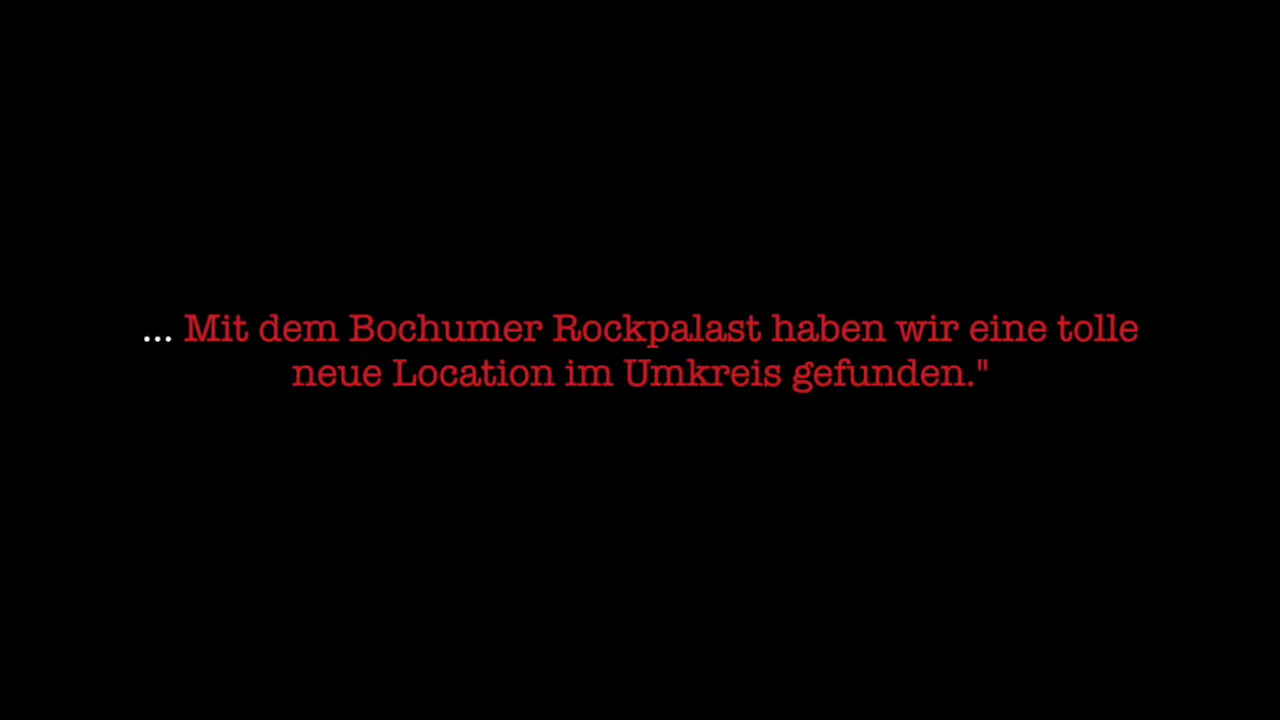 ... Mit dem Bochumer Rockpalast haben wir eine tolle
neue Location im Umkreis gefunden."